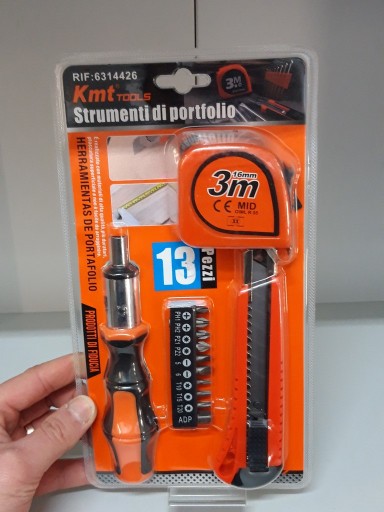 RIF:6314426
Kmt TOOLS
Strumenti di portfolio
3M
HERRAMIENTAS DE PORTAFOLIO
PRODOTTI DI FIDUCIA
16mm
3m
CE MID
13
Pezzi
PH1
PH2
PZ1
PZ2
5
6
T10
T15
T20
ADP